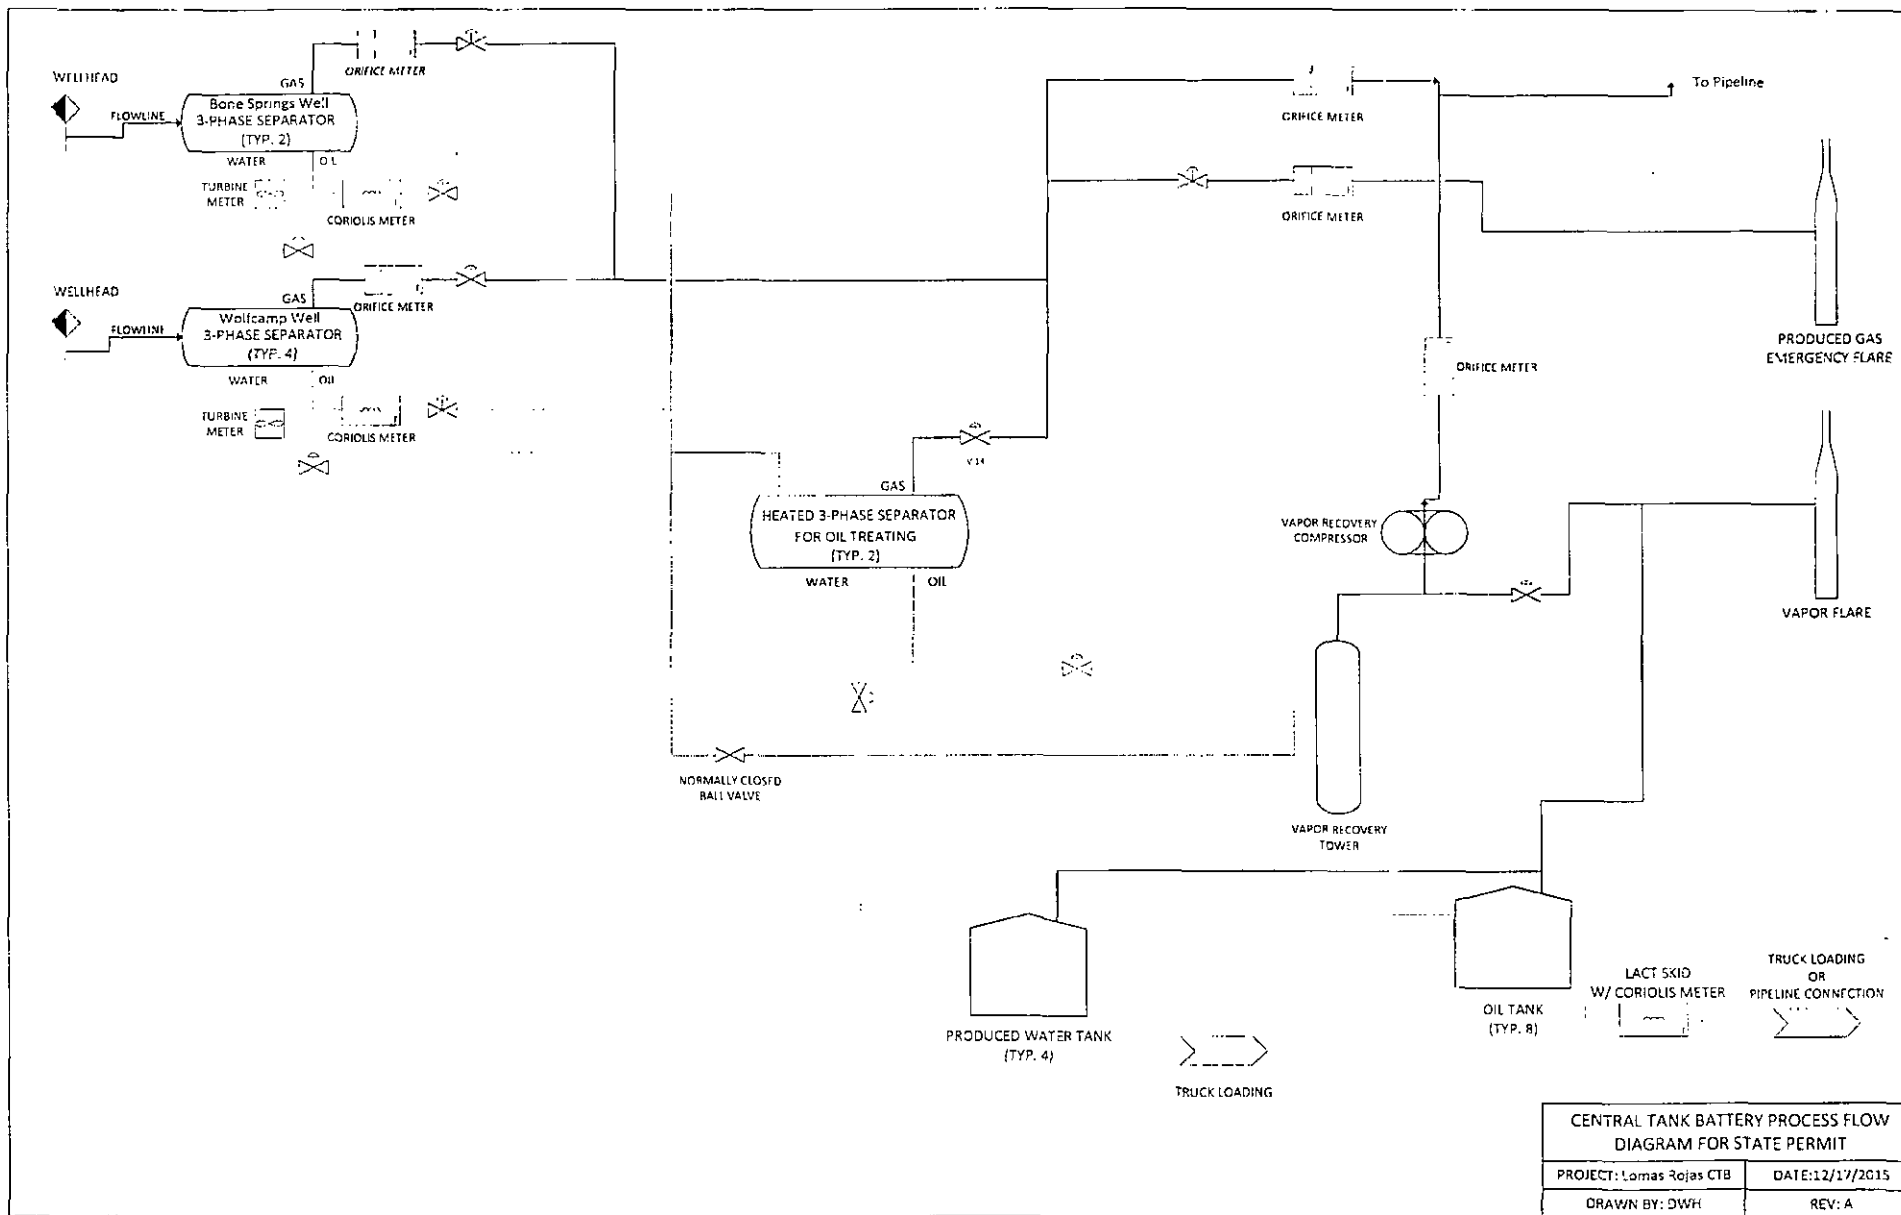 WELLHEAD
FLOWLINE
GAS
ORIFICE METER
Bone Springs Well
3-PHASE SEPARATOR
(TYP. 2)
WATER
OIL
TURBINE
METER
CORIOLIS METER
WELLHEAD
FLOWLINE
GAS
ORIFICE METER
Wolfcamp Well
3-PHASE SEPARATOR
(TYP. 4)
WATER
OIL
TURBINE
METER
CORIOLIS METER
GAS
HEATED 3-PHASE SEPARATOR
FOR OIL TREATING
(TYP. 2)
WATER
OIL
NORMALLY CLOSED
BALL VALVE
ORIFICE METER
To Pipeline
ORIFICE METER
PRODUCED GAS
EMERGENCY FLARE
ORIFICE METER
VAPOR RECOVERY
COMPRESSOR
VAPOR FLARE
VAPOR RECOVERY
TOWER
PRODUCED WATER TANK
(TYP. 4)
TRUCK LOADING
OIL TANK
(TYP. 8)
LACT SKID
W/ CORIOLIS METER
TRUCK LOADING
OR
PIPELINE CONNECTION
CENTRAL TANK BATTERY PROCESS FLOW
DIAGRAM FOR STATE PERMIT
PROJECT: Lomas Rojas CTB
DATE:12/17/2015
DRAWN BY: DWH
REV: A